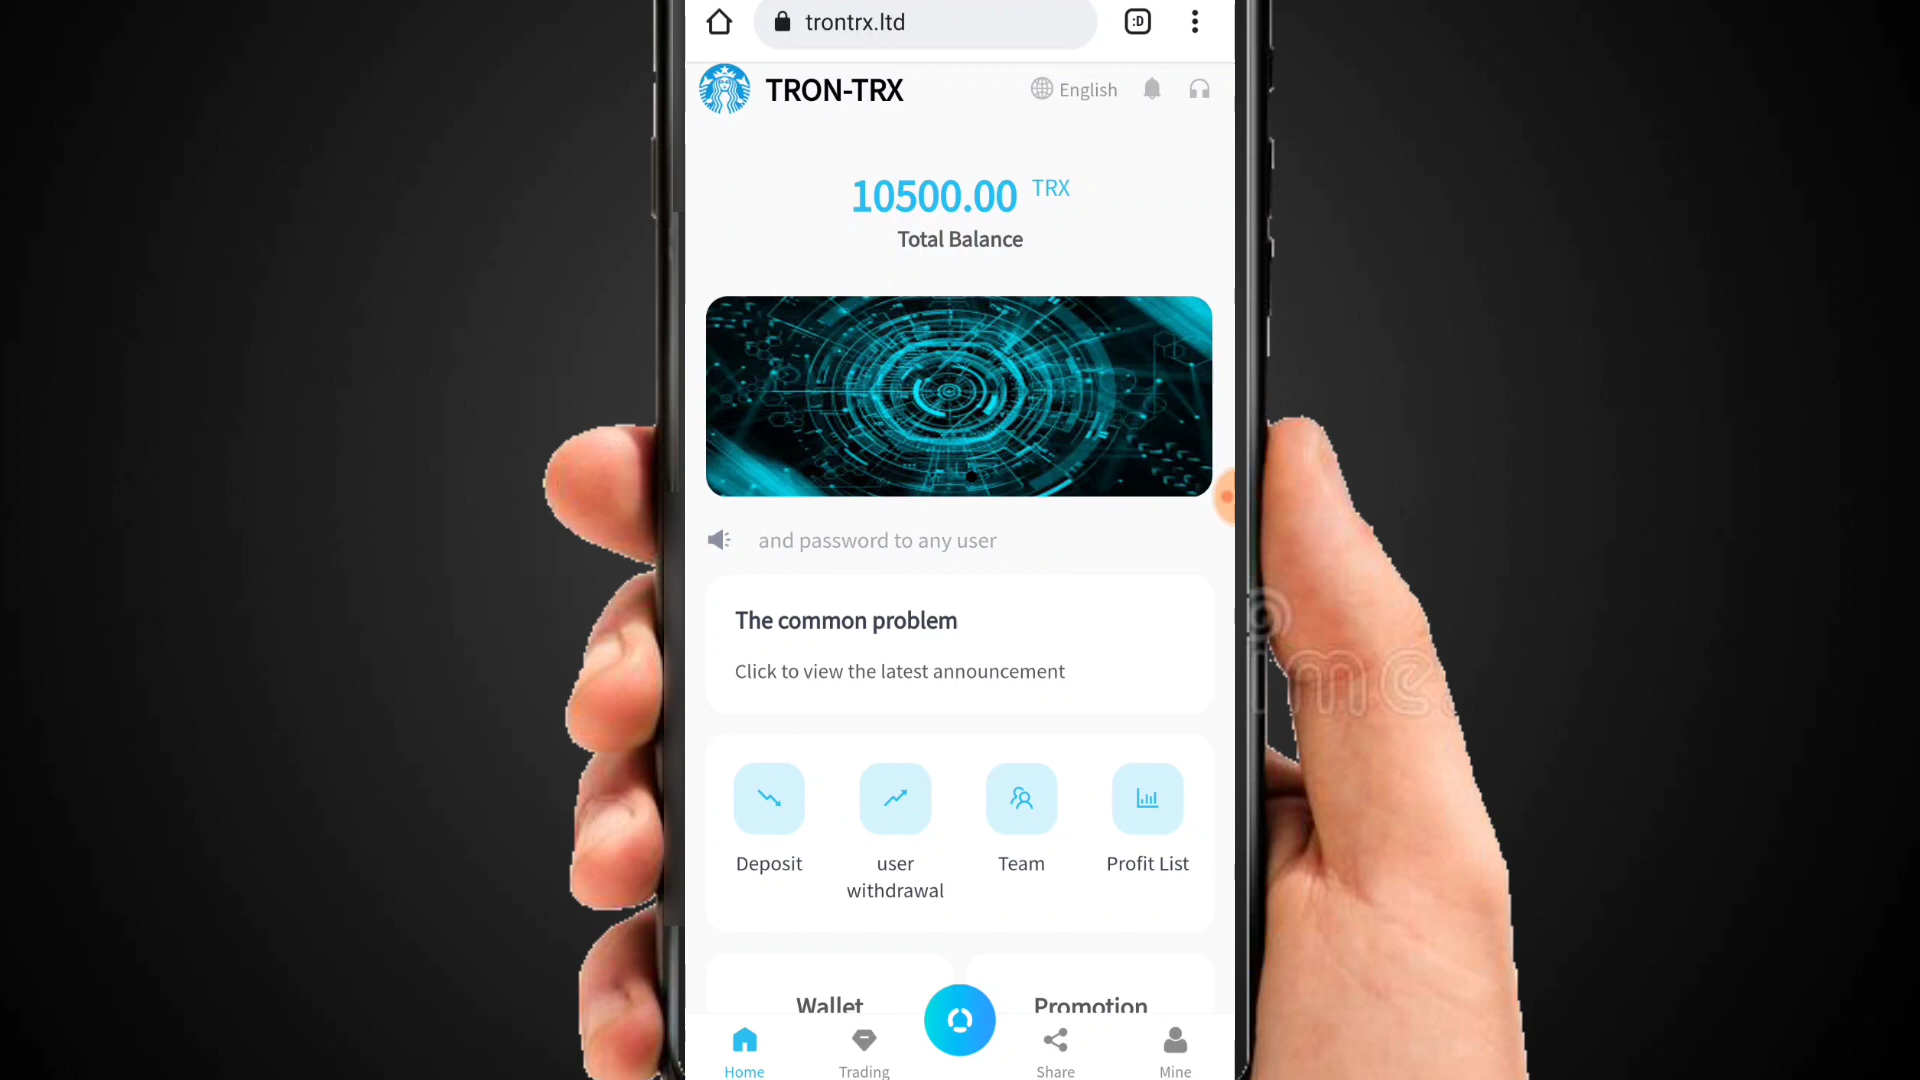 trontrx.ltd
:D
TRON-TRX
English
10500.00 TRX
Total Balance
and password to any user
The common problem
Click to view the latest announcement
Deposit
user
withdrawal
Team
Profit List
Wallet
Promotion
Home
Trading
Share
Mine